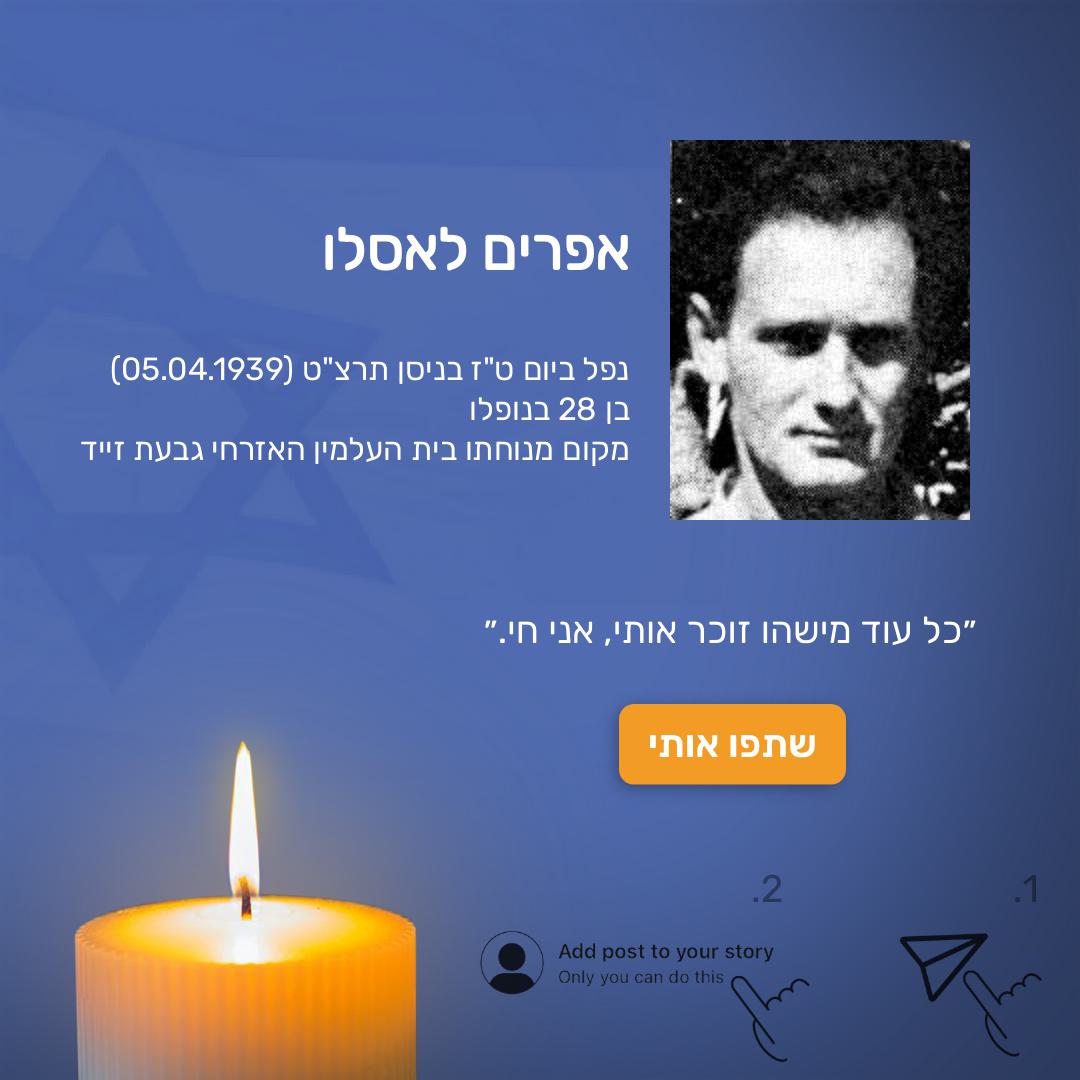 אפרים לאסלו
נפל ביום ט"ז בניסן תרצ"ט (05.04.1939)
בן 28 בנופלו
מקום מנוחתו בית העלמין האזרחי גבעת זייד
״כל עוד מישהו זוכר אותי, אני חי.״
שתפו אותי
1.
2.
Add post to your story
Only you can do this